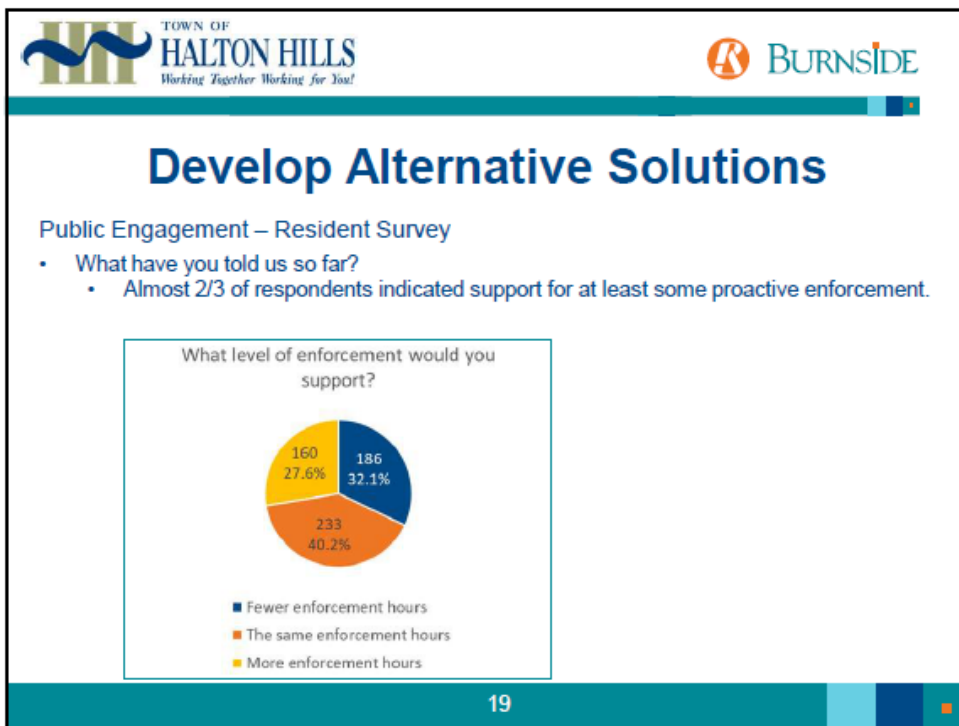 TOWN OF
HALTON HILLS
Working Together Working for You!
BURNSIDE
Develop Alternative Solutions
Public Engagement – Resident Survey
• What have you told us so far?
• Almost 2/3 of respondents indicated support for at least some proactive enforcement.
What level of enforcement would you
support?
160
27.6%
186
32.1%
233
40.2%
Fewer enforcement hours
The same enforcement hours
More enforcement hours
19